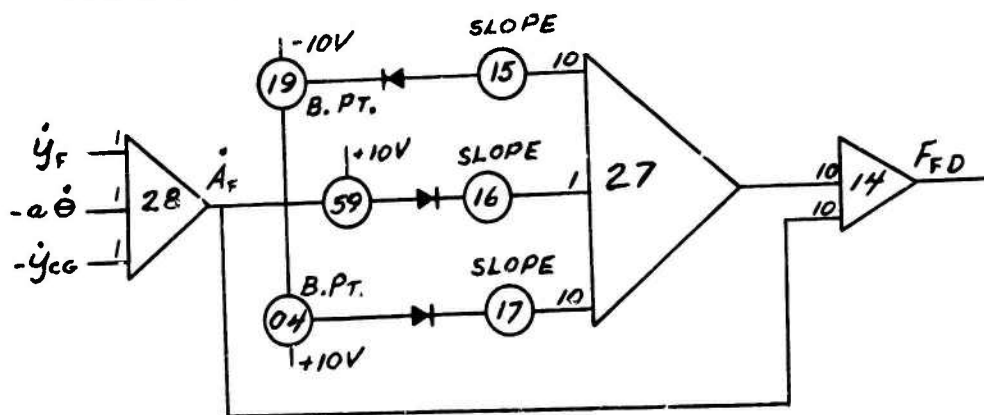 SLOPE
-10V
19
B.PT.
15
10
ẏF
1
ȦF
+10V
SLOPE
-aθ̇
1
28
59
16
1
27
10
14
FFD
10
-ẏCG
1
SLOPE
B.PT.
04
17
10
+10V